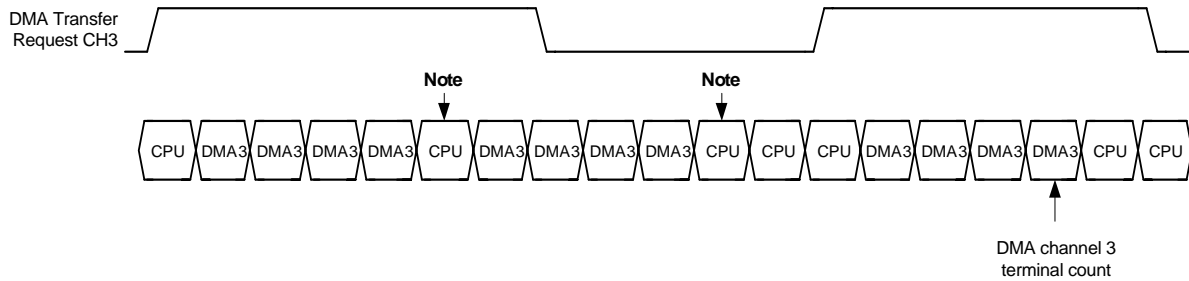 DMA Transfer
Request CH3
Note Note
CPU DMA3 DMA3 DMA3 DMA3 CPU DMA3 DMA3 DMA3 DMA3 CPU CPU CPU DMA3 DMA3 DMA3 DMA3 CPU CPU
DMA channel 3
terminal count